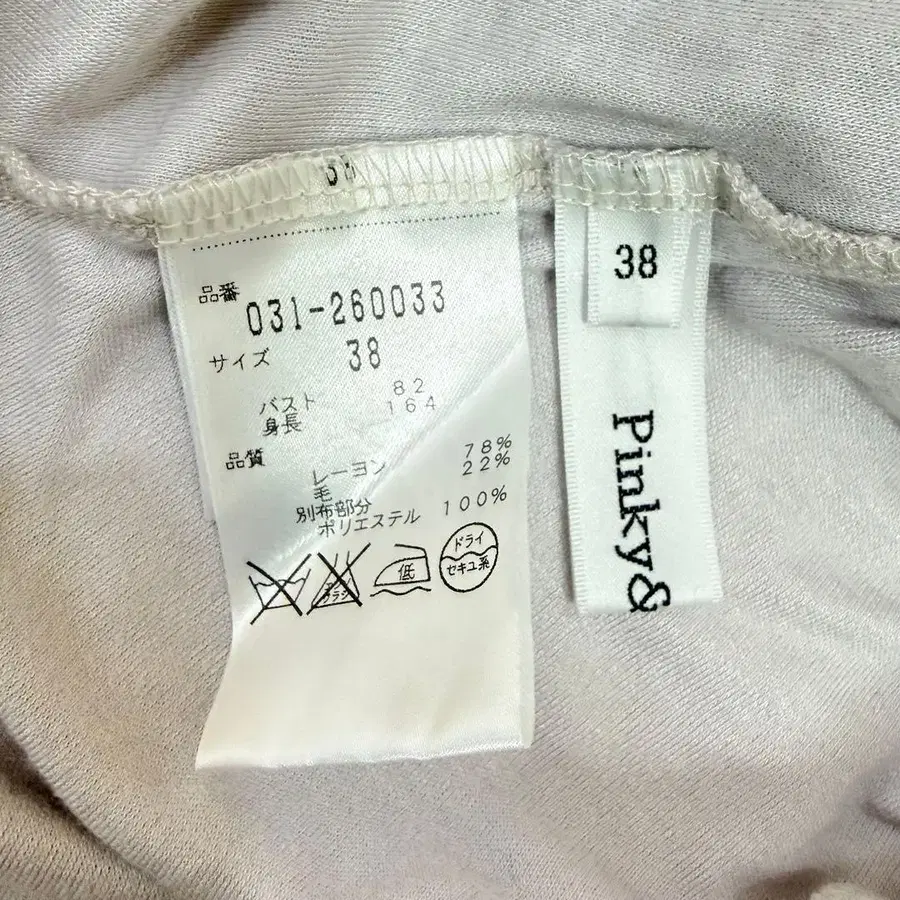 38
品番
031-260033
サイズ 38
バスト 82
身長 164
品質
レーヨン 78%
毛 22%
別布部分
ポリエステル 100%
低
ドライ
セキユ系
38
Pinky&